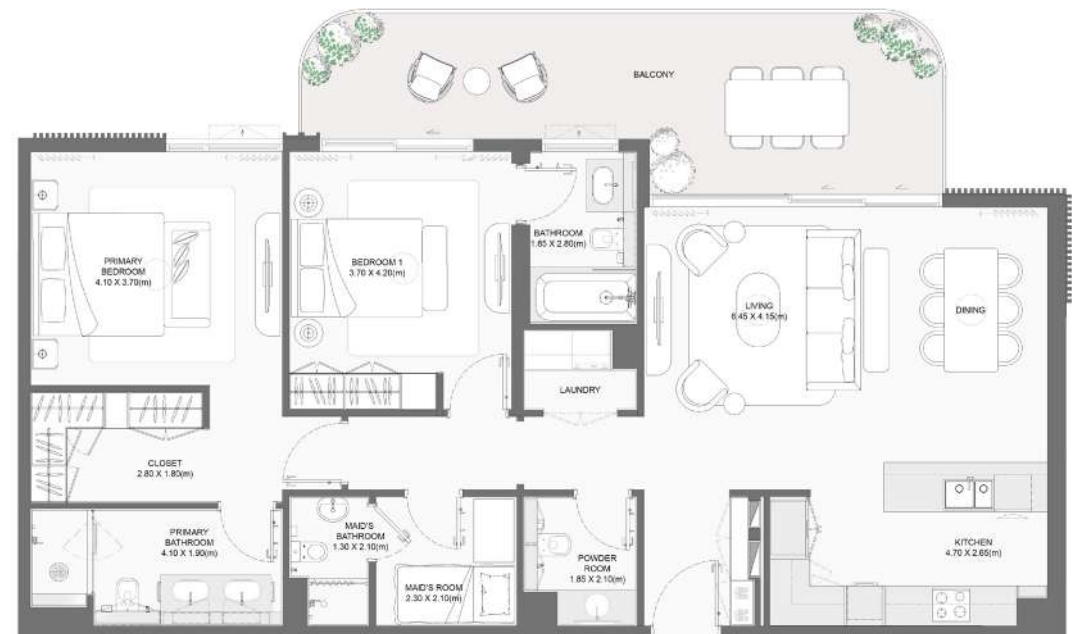 BALCONY
BATHROOM
1.85 X 2.80(m)
PRIMARY
BEDROOM
4.10 X 3.70(m)
BEDROOM 1
3.70 X 4.20(m)
LIVING
6.45 X 4.15(m)
DINING
LAUNDRY
CLOSET
2.80 X 1.80(m)
PRIMARY
BATHROOM
4.10 X 1.90(m)
MAID'S
BATHROOM
1.30 X 2.10(m)
MAID'S ROOM
2.30 X 2.10(m)
POWDER
ROOM
1.85 X 2.10(m)
KITCHEN
4.70 X 2.65(m)